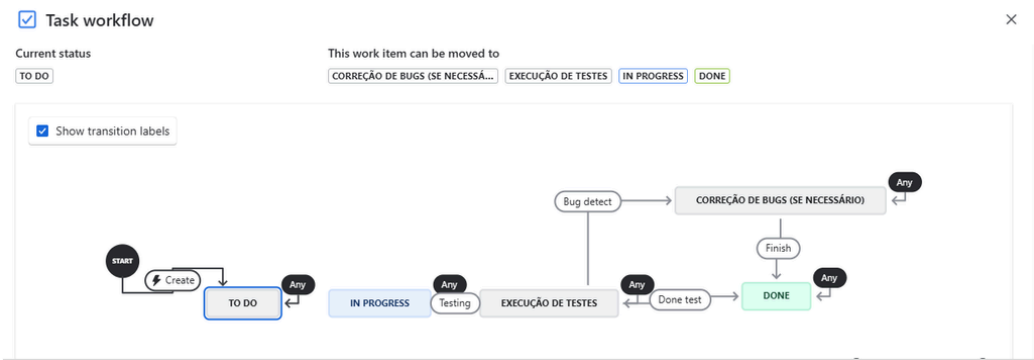 Task workflow
Current status
This work item can be moved to
TO DO
CORREÇÃO DE BUGS (SE NECESSÁ...
EXECUÇÃO DE TESTES
IN PROGRESS
DONE
Show transition labels
Any
Bug detect
CORREÇÃO DE BUGS (SE NECESSÁRIO)
Finish
START
Create
Any
Any
Any
Any
TO DO
IN PROGRESS
Testing
EXECUÇÃO DE TESTES
Done test
DONE